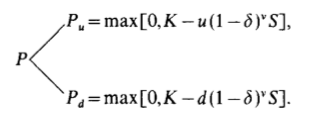 P_u = max[0, K − u(1 − δ)^ν S],
P
P_d = max[0, K − d(1 − δ)^ν S].